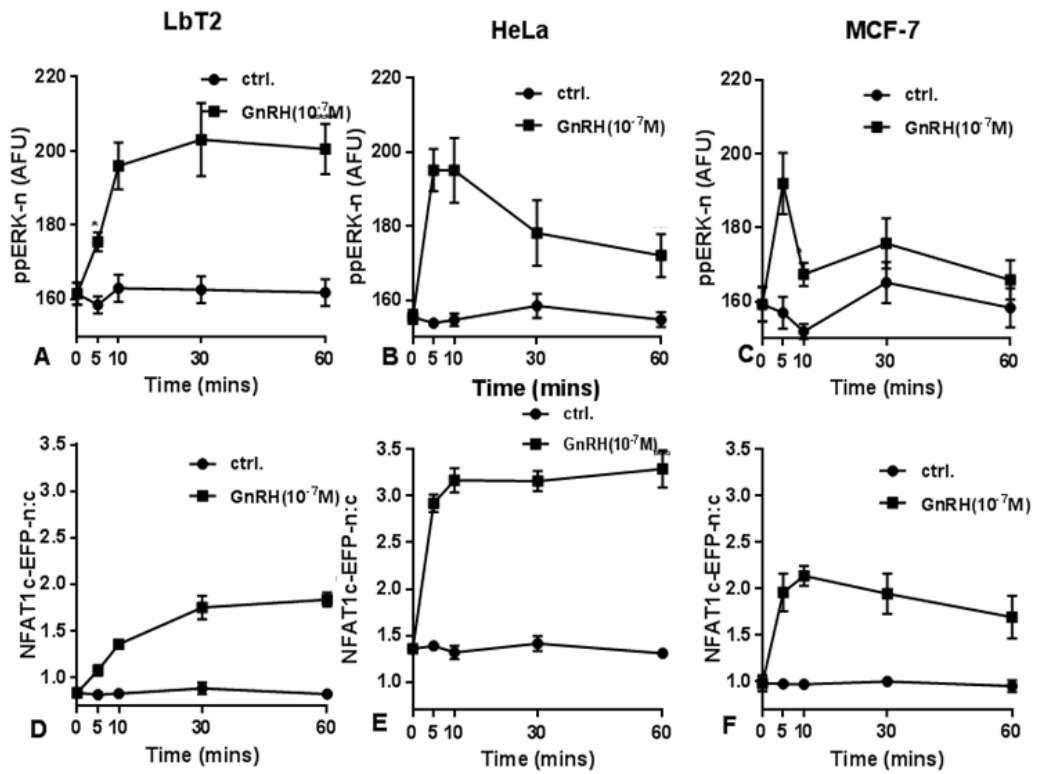 LbT2
HeLa
MCF-7
ctrl.
GnRH(10-7M)
220
200
180
160
ppERK-n (AFU)
*
0 5 10 30 60
Time (mins)
A
ctrl.
GnRH(10-7M)
220
200
180
160
ppERK-n (AFU)
0 5 10 30 60
Time (mins)
B
ctrl.
GnRH(10-7M)
220
200
180
160
ppERK-n (AFU)
0 5 10 30 60
Time (mins)
C
ctrl.
GnRH(10-7M)
3.5
3.0
2.5
2.0
1.5
1.0
NFAT1c-EFP-n:c
0 5 10 30 60
Time (mins)
D
ctrl.
GnRH(10-7M)
3.5
3.0
2.5
2.0
1.5
1.0
NFAT1c-EFP-n:c
0 5 10 30 60
Time (mins)
E
ctrl.
GnRH(10-7M)
3.5
3.0
2.5
2.0
1.5
1.0
NFAT1c-EFP-n:c
0 5 10 30 60
Time (mins)
F